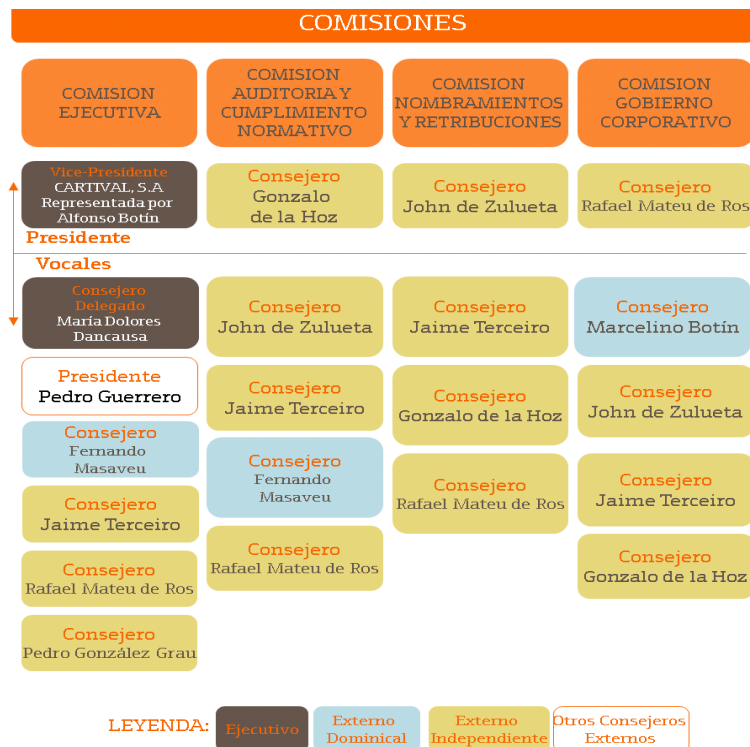 COMISIONES
COMISION
EJECUTIVA
COMISION
AUDITORIA Y
CUMPLIMIENTO
NORMATIVO
COMISION
NOMBRAMIENTOS
Y RETRIBUCIONES
COMISION
GOBIERNO
CORPORATIVO
Vice-Presidente
CARTIVAL, S.A
Representada por
Alfonso Botín
Consejero
Gonzalo
de la Hoz
Consejero
John de Zulueta
Consejero
Rafael Mateu de Ros
Presidente
Vocales
Consejero
Delegado
María Dolores
Dancausa
Consejero
John de Zulueta
Consejero
Jaime Terceiro
Consejero
Marcelino Botín
Presidente
Pedro Guerrero
Consejero
Jaime Terceiro
Consejero
Gonzalo de la Hoz
Consejero
John de Zulueta
Consejero
Fernando
Masaveu
Consejero
Fernando
Masaveu
Consejero
Rafael Mateu de Ros
Consejero
Jaime Terceiro
Consejero
Jaime Terceiro
Consejero
Rafael Mateu de Ros
Consejero
Gonzalo de la Hoz
Consejero
Rafael Mateu de Ros
Consejero
Pedro González Grau
LEYENDA:
Ejecutivo
Externo
Dominical
Externo
Independiente
Otros Consejeros
Externos